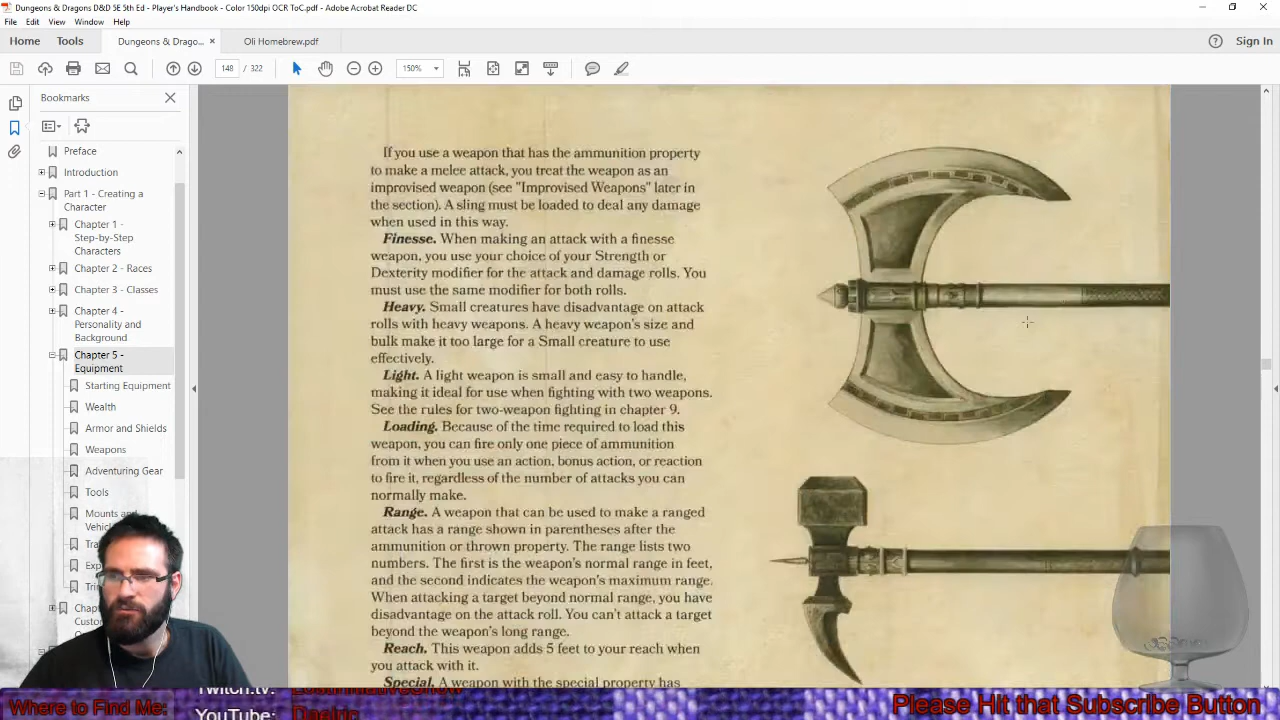 Dungeons & Dragons D&D 5E 5th Ed - Player's Handbook - Color 150dpi OCR ToC.pdf - Adobe Acrobat Reader DC
File Edit View Window Help
Home Tools Dungeons & Drago... Oli Homebrew.pdf Sign In
148 / 322 150%
Bookmarks
Preface
Introduction
Part 1 - Creating a
Character
Chapter 1 -
Step-by-Step
Characters
Chapter 2 - Races
Chapter 3 - Classes
Chapter 4 -
Personality and
Background
Chapter 5 -
Equipment
Starting Equipment
Wealth
Armor and Shields
Weapons
Adventuring Gear
Tools
Mounts and
If you use a weapon that has the ammunition property
to make a melee attack, you treat the weapon as an
improvised weapon (see "Improvised Weapons" later in
the section). A sling must be loaded to deal any damage
when used in this way.
Finesse. When making an attack with a finesse
weapon, you use your choice of your Strength or
Dexterity modifier for the attack and damage rolls. You
must use the same modifier for both rolls.
Heavy. Small creatures have disadvantage on attack
rolls with heavy weapons. A heavy weapon's size and
bulk make it too large for a Small creature to use
effectively.
Light. A light weapon is small and easy to handle,
making it ideal for use when fighting with two weapons.
See the rules for two-weapon fighting in chapter 9.
Loading. Because of the time required to load this
weapon, you can fire only one piece of ammunition
from it when you use an action, bonus action, or reaction
to fire it, regardless of the number of attacks you can
normally make.
Range. A weapon that can be used to make a ranged
attack has a range shown in parentheses after the
ammunition or thrown property. The range lists two
numbers. The first is the weapon's normal range in feet,
and the second indicates the weapon's maximum range.
When attacking a target beyond normal range, you have
disadvantage on the attack roll. You can't attack a target
beyond the weapon's long range.
Reach. This weapon adds 5 feet to your reach when
you attack with it.
Special. A weapon with the special property has
Where to Find Me:
Twitch.tv:
YouTube:
Please Hit that Subscribe Button